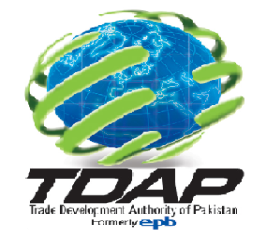 TDAP
Trade Development Authority of Pakistan
Formerly epb